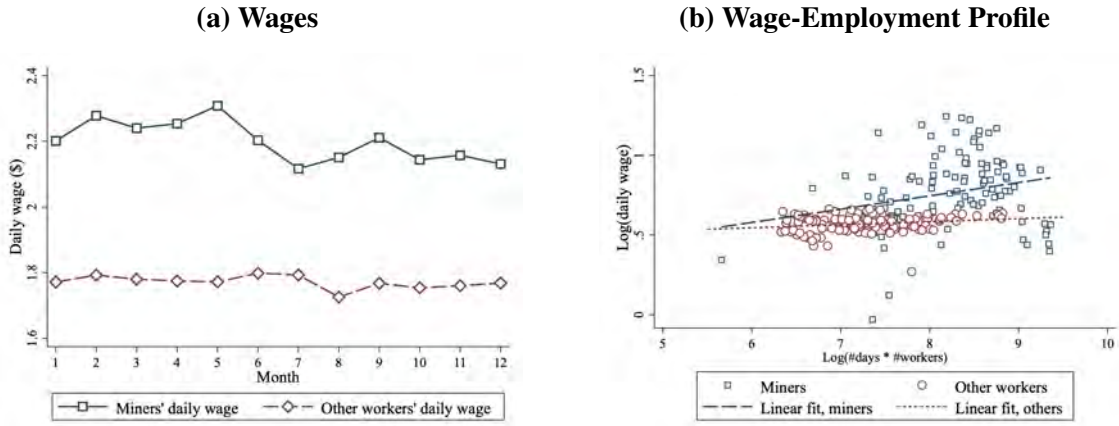 (a) Wages
Daily wage ($)
2.4
2.2
2
1.8
1.6
1 2 3 4 5 6 7 8 9 10 11 12
Month
Miners' daily wage Other workers' daily wage
(b) Wage-Employment Profile
Log(daily wage)
1.5
1
.5
0
5 6 7 8 9 10
Log(#days * #workers)
Miners Other workers
Linear fit, miners Linear fit, others